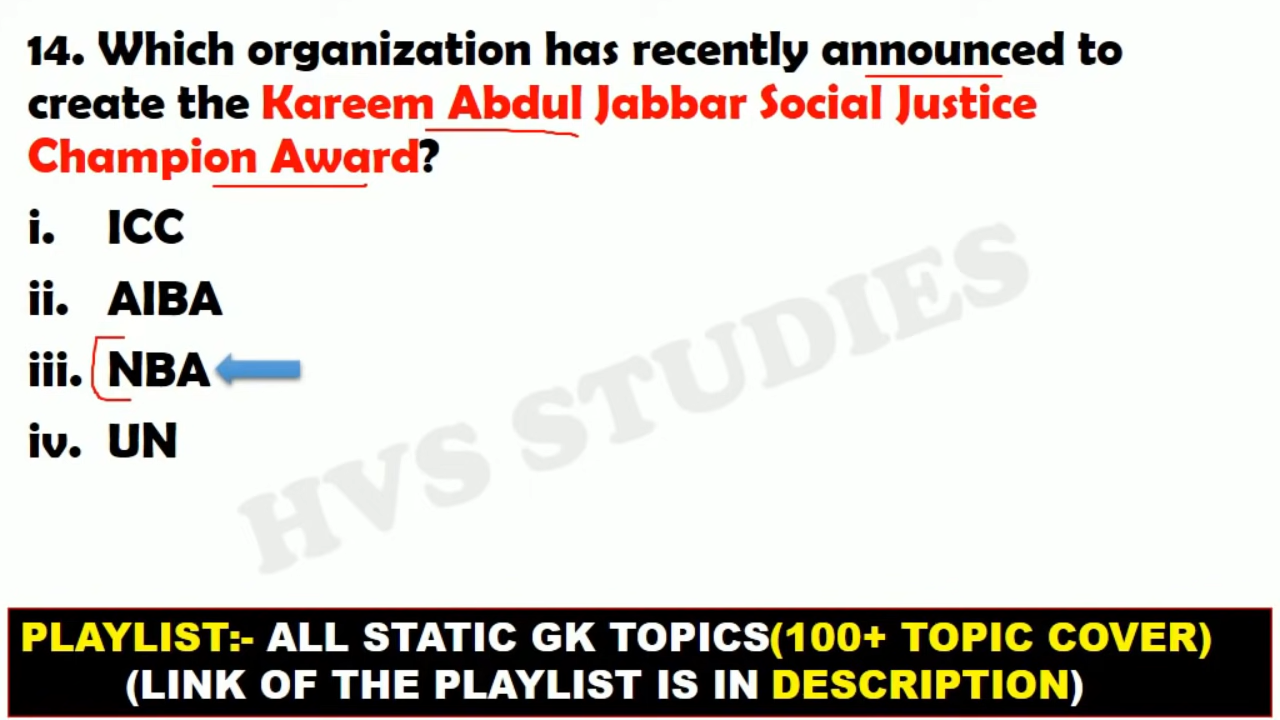 14. Which organization has recently announced to
create the Kareem Abdul Jabbar Social Justice
Champion Award?
i. ICC
ii. AIBA
iii. NBA
iv. UN
HVS STUDIES
PLAYLIST:- ALL STATIC GK TOPICS(100+ TOPIC COVER)
(LINK OF THE PLAYLIST IS IN DESCRIPTION)